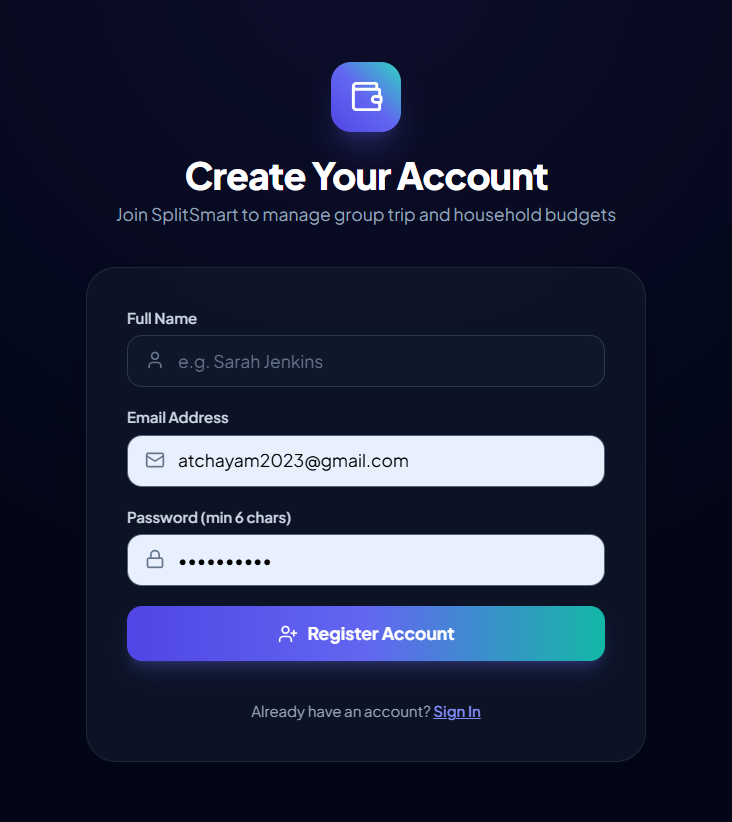 Create Your Account
Join SplitSmart to manage group trip and household budgets
Full Name
e.g. Sarah Jenkins
Email Address
atchayam2023@gmail.com
Password (min 6 chars)
••••••••••
Register Account
Already have an account? Sign In